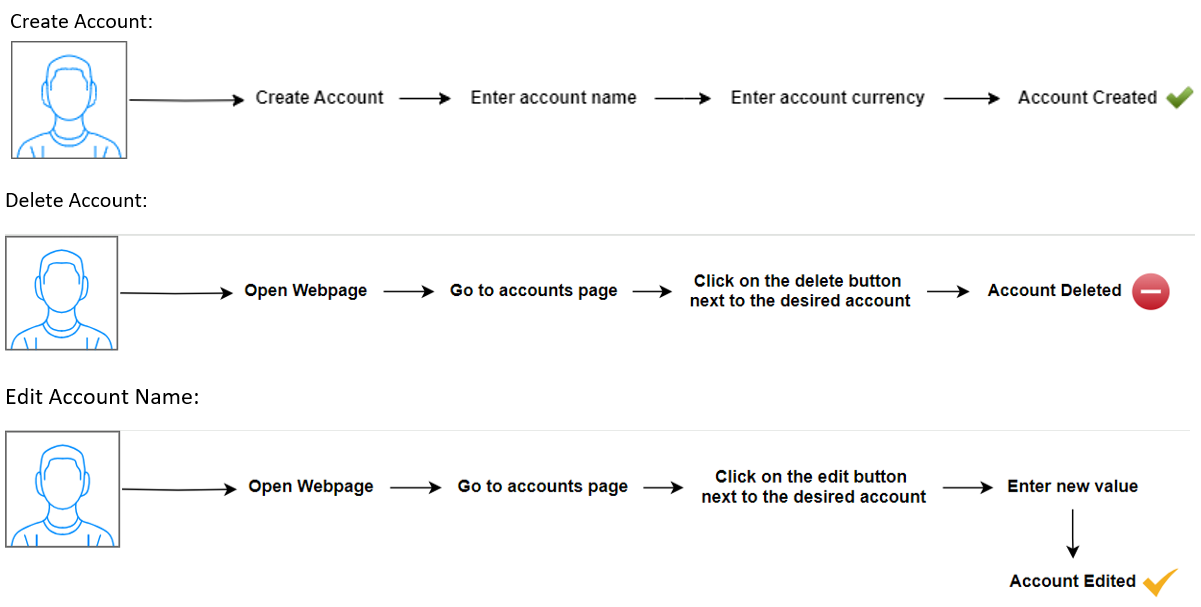 Create Account:
Create Account
Enter account name
Enter account currency
Account Created
Delete Account:
Open Webpage
Go to accounts page
Click on the delete button
next to the desired account
Account Deleted
Edit Account Name:
Open Webpage
Go to accounts page
Click on the edit button
next to the desired account
Enter new value
Account Edited